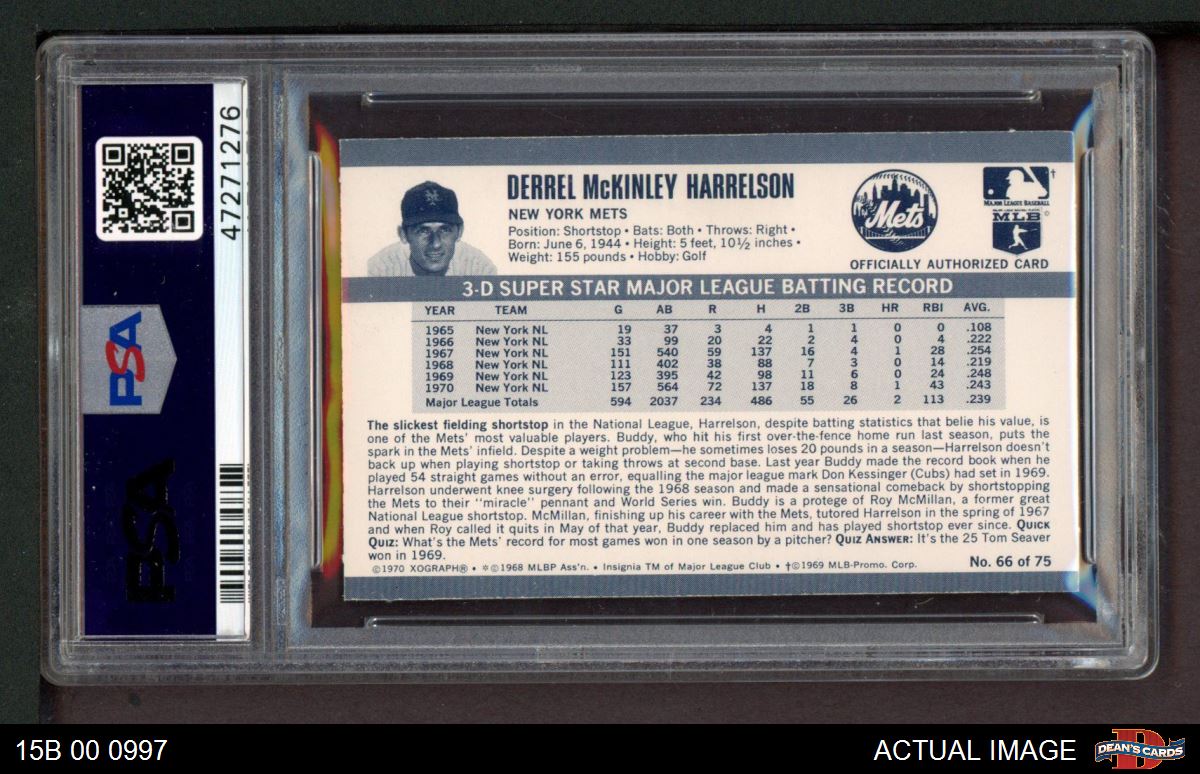 47271276
PSA
PSA
DERREL McKINLEY HARRELSON
NEW YORK METS
Position: Shortstop • Bats: Both • Throws: Right •
Born: June 6, 1944 • Height: 5 feet, 10½ inches •
Weight: 155 pounds • Hobby: Golf
Mets
†
MAJOR LEAGUE BASEBALL
MLB
OFFICIALLY AUTHORIZED CARD
3-D SUPER STAR MAJOR LEAGUE BATTING RECORD
YEAR TEAM G AB R H 2B 3B HR RBI AVG.
1965 New York NL 19 37 3 4 1 1 0 0 .108
1966 New York NL 33 99 20 22 2 4 0 4 .222
1967 New York NL 151 540 59 137 16 4 1 28 .254
1968 New York NL 111 402 38 88 7 3 0 14 .219
1969 New York NL 123 395 42 98 11 6 0 24 .248
1970 New York NL 157 564 72 137 18 8 1 43 .243
Major League Totals 594 2037 234 486 55 26 2 113 .239
The slickest fielding shortstop in the National League, Harrelson, despite batting statistics that belie his value, is
one of the Mets' most valuable players. Buddy, who hit his first over-the-fence home run last season, puts the
spark in the Mets' infield. Despite a weight problem—he sometimes loses 20 pounds in a season—Harrelson doesn't
back up when playing shortstop or taking throws at second base. Last year Buddy made the record book when he
played 54 straight games without an error, equalling the major league mark Don Kessinger (Cubs) had set in 1969.
Harrelson underwent knee surgery following the 1968 season and made a sensational comeback by shortstopping
the Mets to their "miracle" pennant and World Series win. Buddy is a protege of Roy McMillan, a former great
National League shortstop. McMillan, finishing up his career with the Mets, tutored Harrelson in the spring of 1967
and when Roy called it quits in May of that year, Buddy replaced him and has played shortstop ever since. QUICK
QUIZ: What's the Mets' record for most games won in one season by a pitcher? QUIZ ANSWER: It's the 25 Tom Seaver
won in 1969.
©1970 XOGRAPH® • *©1968 MLBP Ass'n. • Insignia TM of Major League Club • †©1969 MLB-Promo. Corp.
No. 66 of 75
15B 00 0997
ACTUAL IMAGE
DEAN'S CARDS